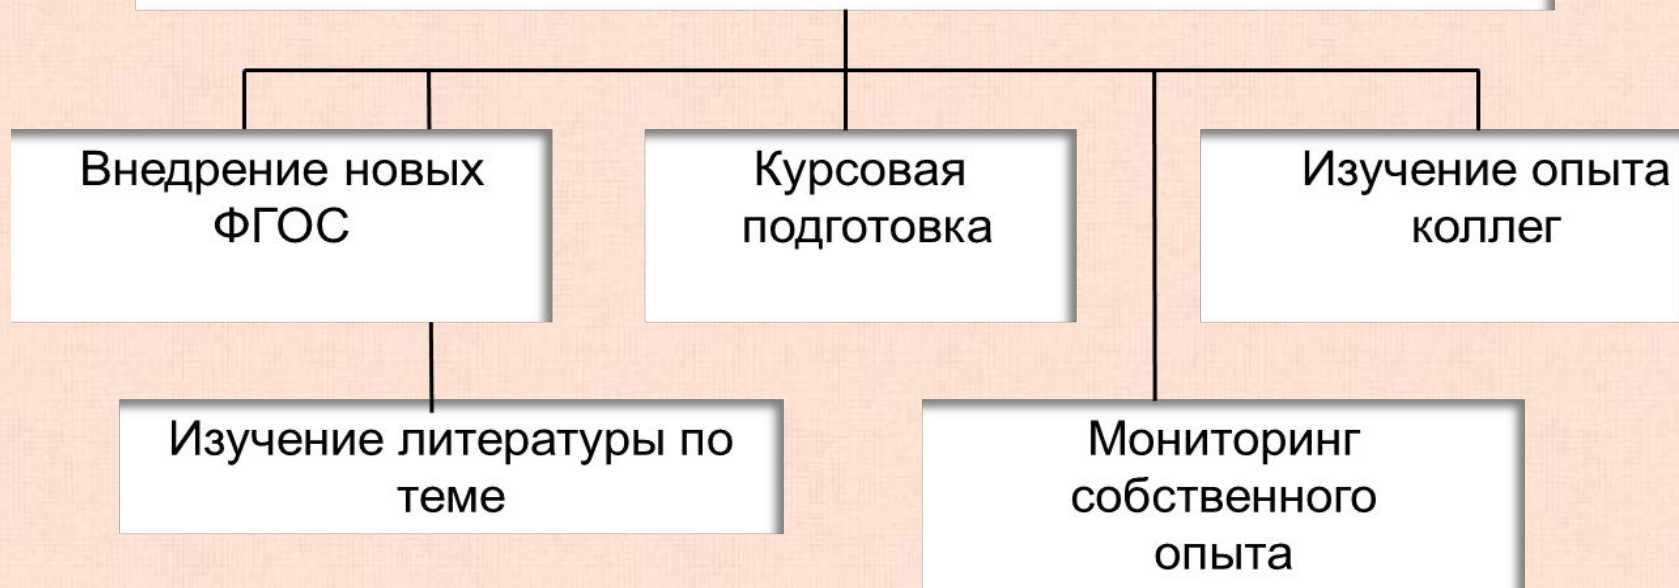 Внедрение новых
ФГОС
Курсовая
подготовка
Изучение опыта
коллег
Изучение литературы по
теме
Мониторинг
собственного
опыта